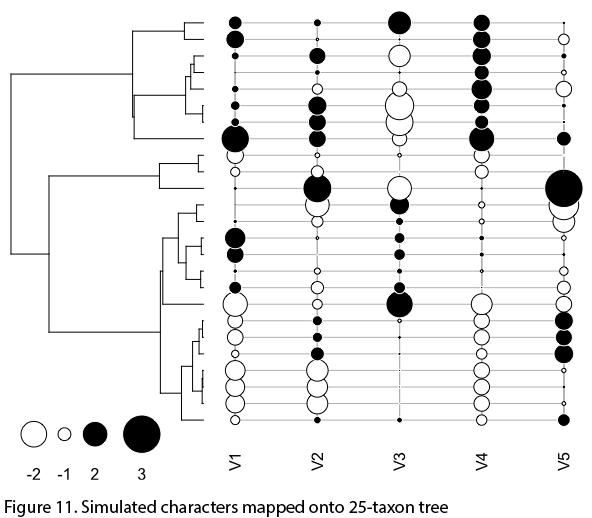 V1 V2 V3 V4 V5
-2 -1 2 3
Figure 11. Simulated characters mapped onto 25-taxon tree